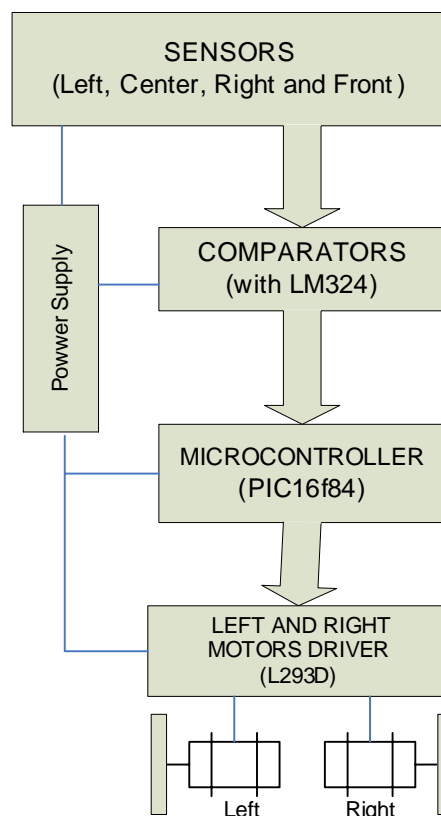 SENSORS
(Left, Center, Right and Front)
Powwer Supply
COMPARATORS
(with LM324)
MICROCONTROLLER
(PIC16f84)
LEFT AND RIGHT
MOTORS DRIVER
(L293D)
Left
Right